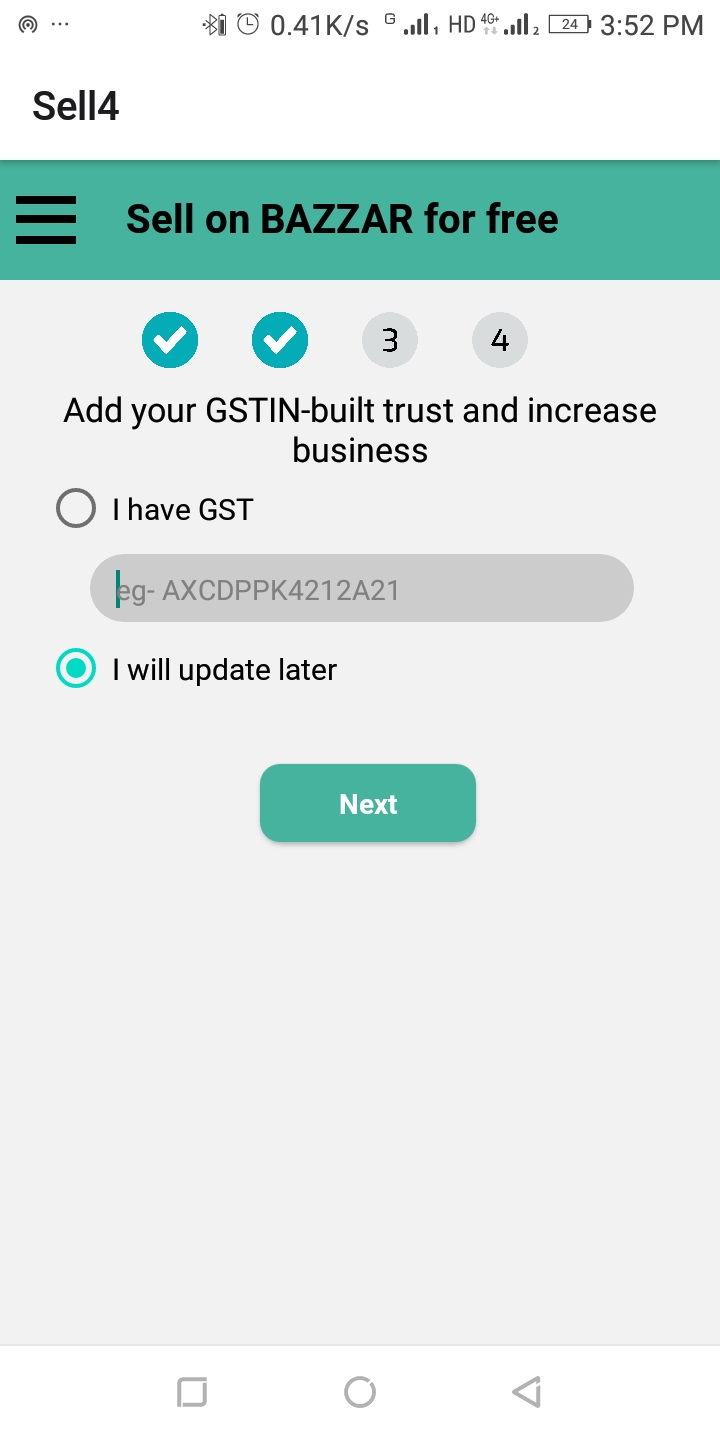 0.41K/s G 1 HD 4G+ 2 24 3:52 PM
Sell4
Sell on BAZZAR for free
3 4
Add your GSTIN-built trust and increase
business
I have GST
eg- AXCDPPK4212A21
I will update later
Next